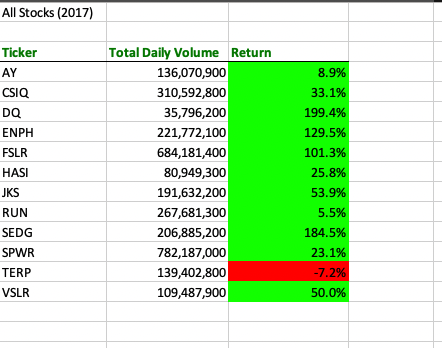 All Stocks (2017)
Ticker Total Daily Volume Return
AY 136,070,900 8.9%
CSIQ 310,592,800 33.1%
DQ 35,796,200 199.4%
ENPH 221,772,100 129.5%
FSLR 684,181,400 101.3%
HASI 80,949,300 25.8%
JKS 191,632,200 53.9%
RUN 267,681,300 5.5%
SEDG 206,885,200 184.5%
SPWR 782,187,000 23.1%
TERP 139,402,800 -7.2%
VSLR 109,487,900 50.0%